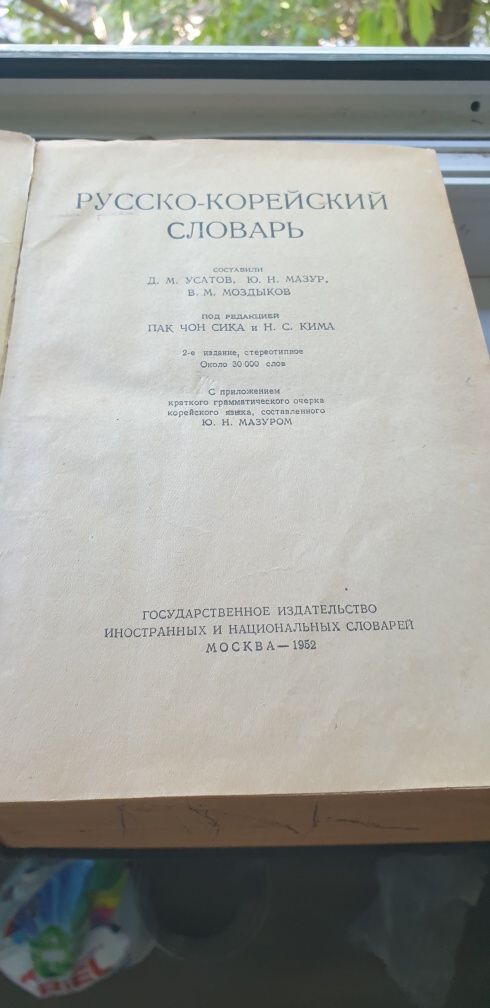 РУССКО-КОРЕЙСКИЙ
СЛОВАРЬ
СОСТАВИЛИ
Д. М. УСАТОВ, Ю. Н. МАЗУР,
В. М. МОЗДЫКОВ
ПОД РЕДАКЦИЕЙ
ПАК ЧОН СИКА и Н. С. КИМА
2-е издание, стереотипное
Около 30 000 слов
С приложением
краткого грамматического очерка
корейского языка, составленного
Ю. Н. МАЗУРОМ
ГОСУДАРСТВЕННОЕ ИЗДАТЕЛЬСТВО
ИНОСТРАННЫХ И НАЦИОНАЛЬНЫХ СЛОВАРЕЙ
МОСКВА — 1952
ARIEL